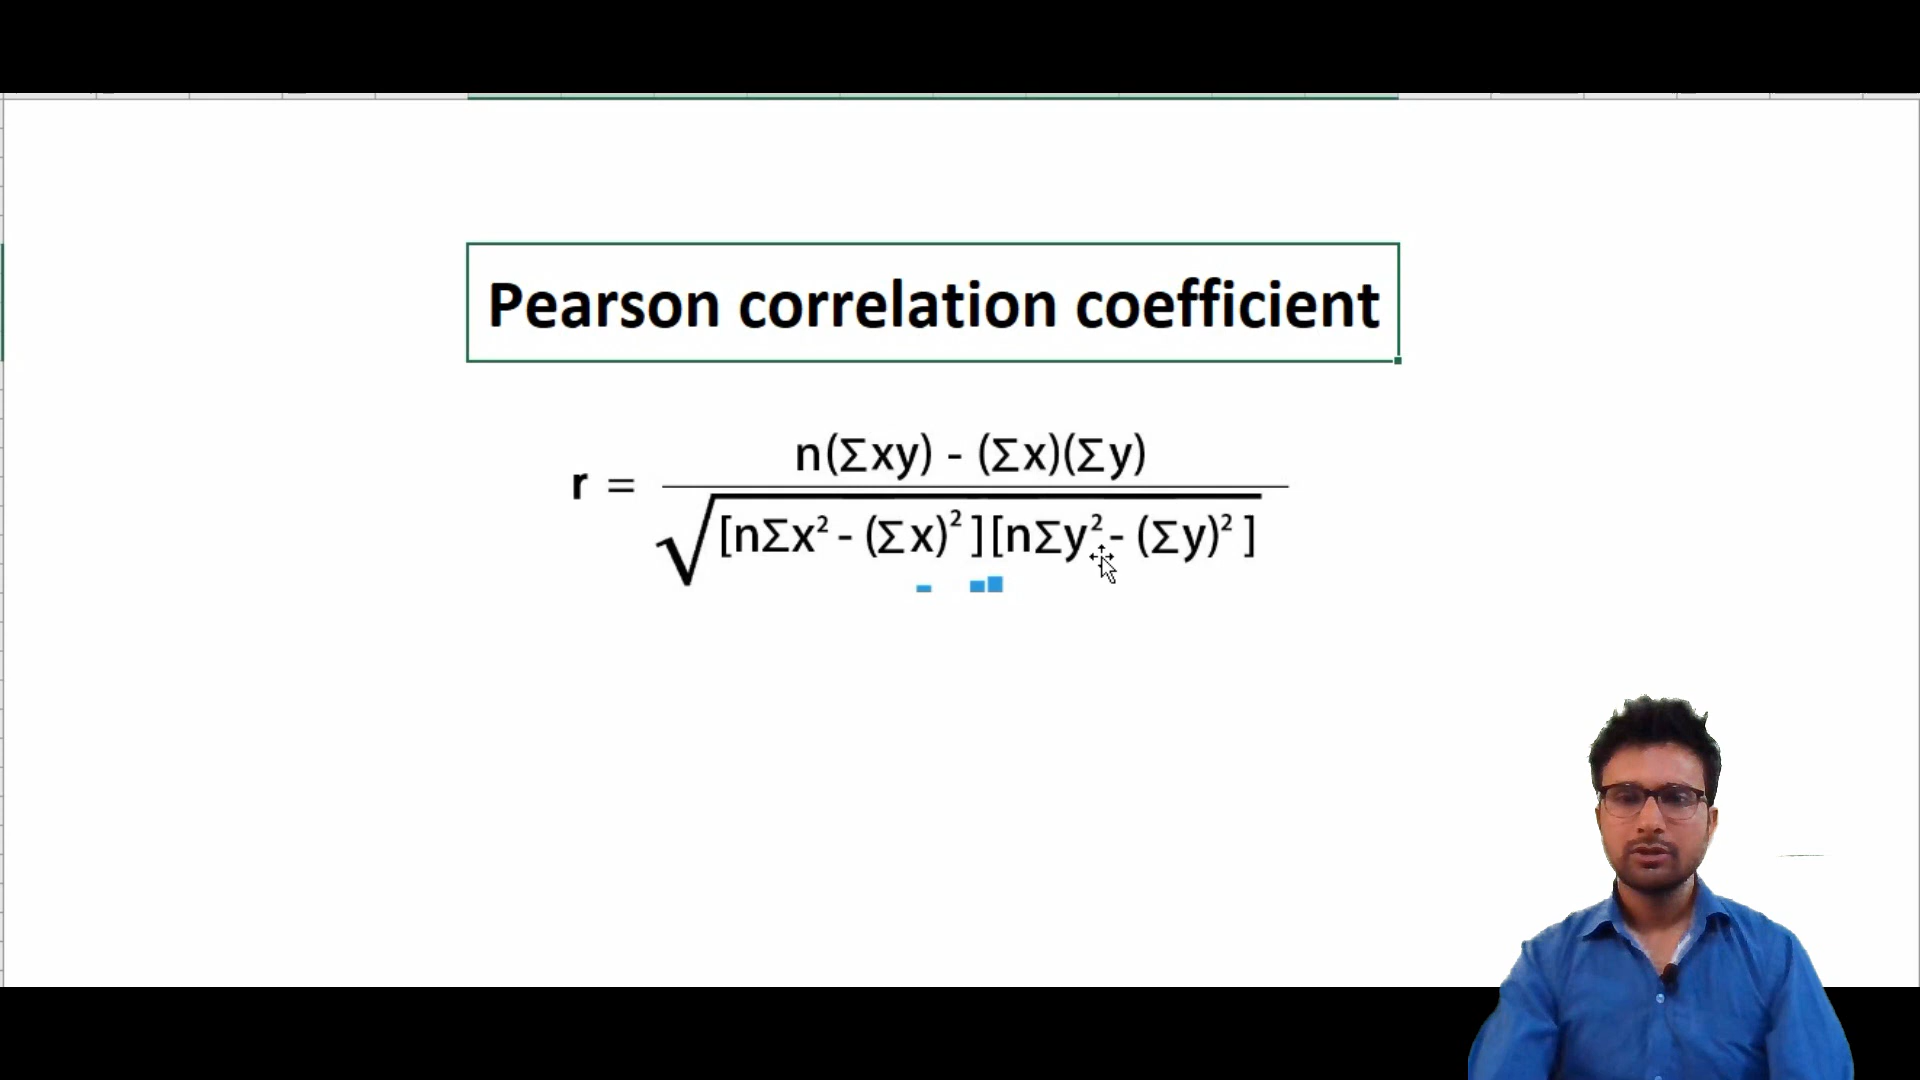 Pearson correlation coefficient
r = n(Σxy) - (Σx)(Σy)
√[nΣx² - (Σx)²][nΣy² - (Σy)²]